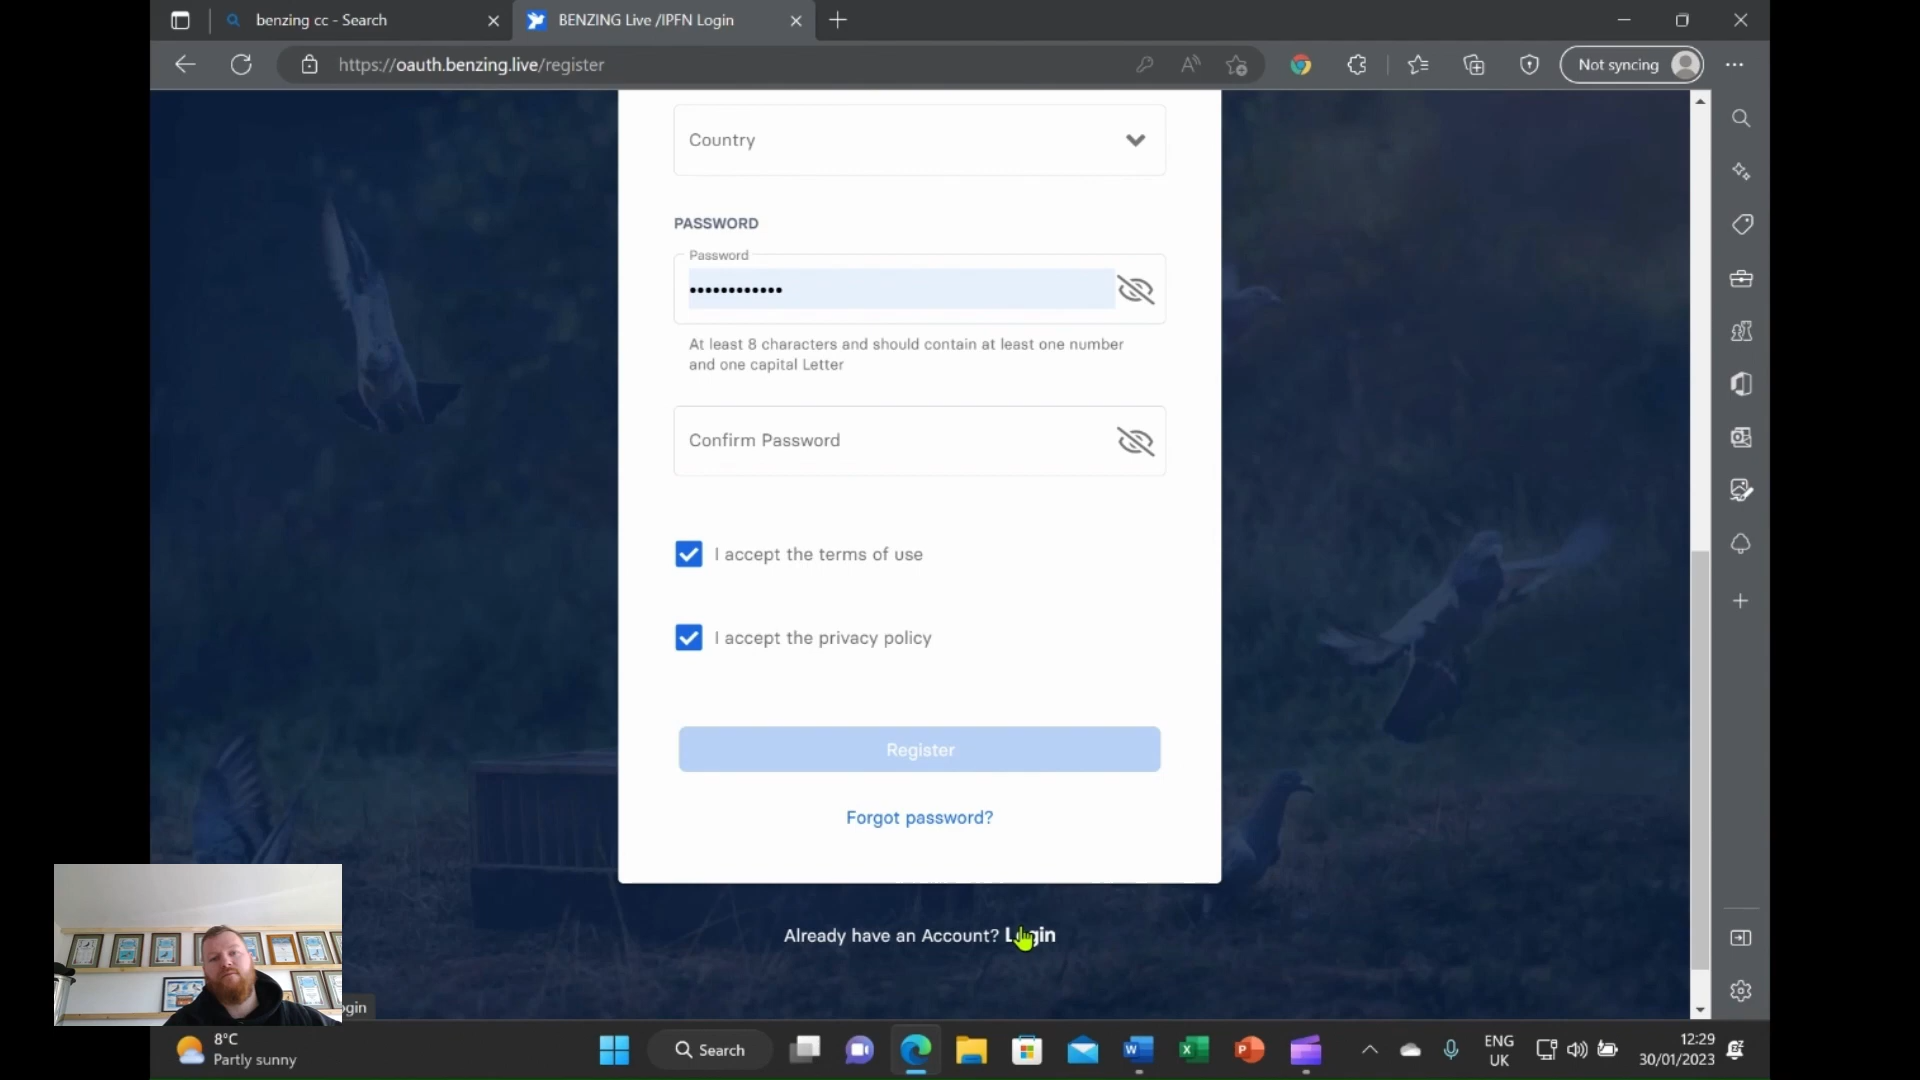 benzing cc - Search
BENZING Live /IPFN Login
https://oauth.benzing.live/register
Not syncing
Country
PASSWORD
Password
••••••••••••
At least 8 characters and should contain at least one number
and one capital Letter
Confirm Password
I accept the terms of use
I accept the privacy policy
Register
Forgot password?
Already have an Account? Login
gin
8°C
Partly sunny
Search
ENG
UK
12:29
30/01/2023